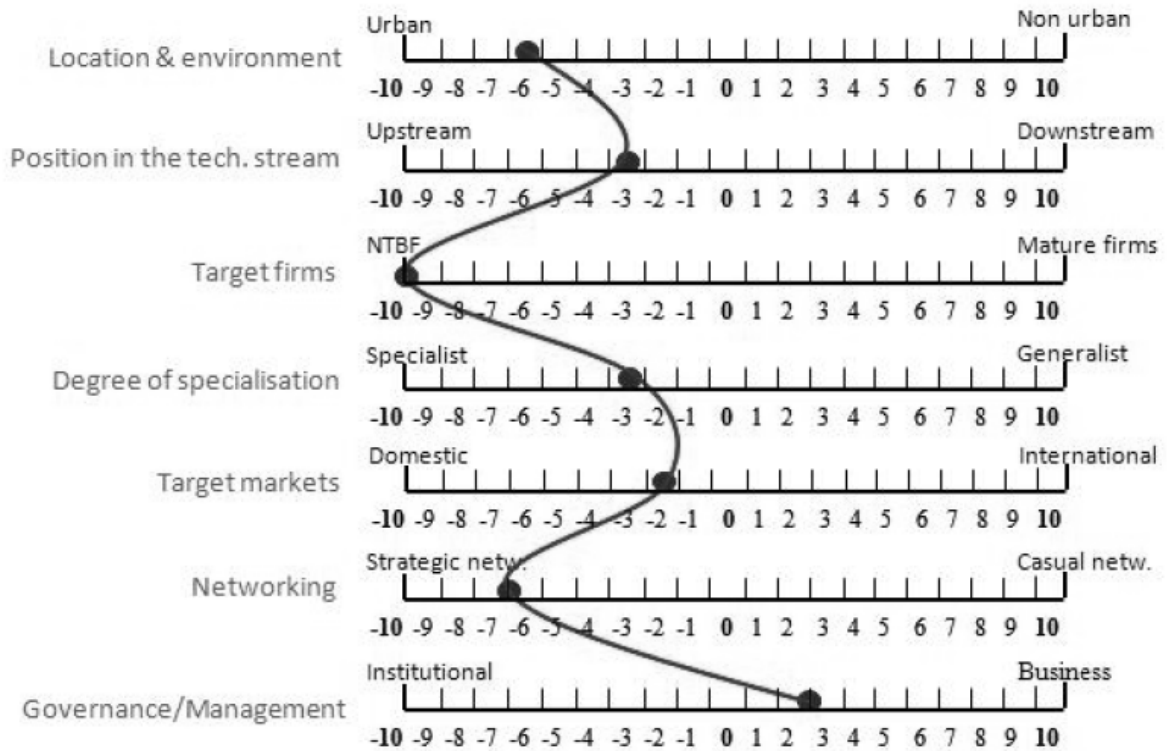 Urban Non urban
Location & environment
-10 -9 -8 -7 -6 -5 -4 -3 -2 -1 0 1 2 3 4 5 6 7 8 9 10
Upstream Downstream
Position in the tech. stream
-10 -9 -8 -7 -6 -5 -4 -3 -2 -1 0 1 2 3 4 5 6 7 8 9 10
NTBF Mature firms
Target firms
-10 -9 -8 -7 -6 -5 -4 -3 -2 -1 0 1 2 3 4 5 6 7 8 9 10
Specialist Generalist
Degree of specialisation
-10 -9 -8 -7 -6 -5 -4 -3 -2 -1 0 1 2 3 4 5 6 7 8 9 10
Domestic International
Target markets
-10 -9 -8 -7 -6 -5 -4 -3 -2 -1 0 1 2 3 4 5 6 7 8 9 10
Strategic netw. Casual netw.
Networking
-10 -9 -8 -7 -6 -5 -4 -3 -2 -1 0 1 2 3 4 5 6 7 8 9 10
Institutional Business
Governance/Management
-10 -9 -8 -7 -6 -5 -4 -3 -2 -1 0 1 2 3 4 5 6 7 8 9 10